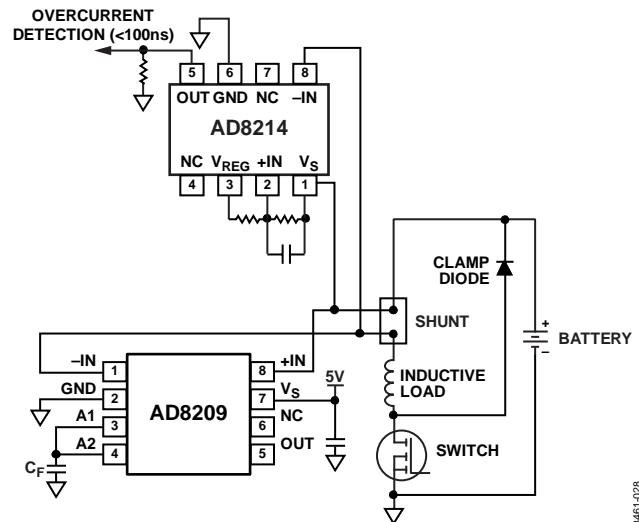 OVERCURRENT
DETECTION (<100ns)
5 6 7 8
OUT GND NC –IN
AD8214
NC VREG +IN VS
4 3 2 1
CLAMP
DIODE
SHUNT
+
–
BATTERY
INDUCTIVE
LOAD
SWITCH
–IN 1
GND 2
A1 3
A2 4
AD8209
8 +IN
7 VS
6 NC
5 OUT
5V
CF